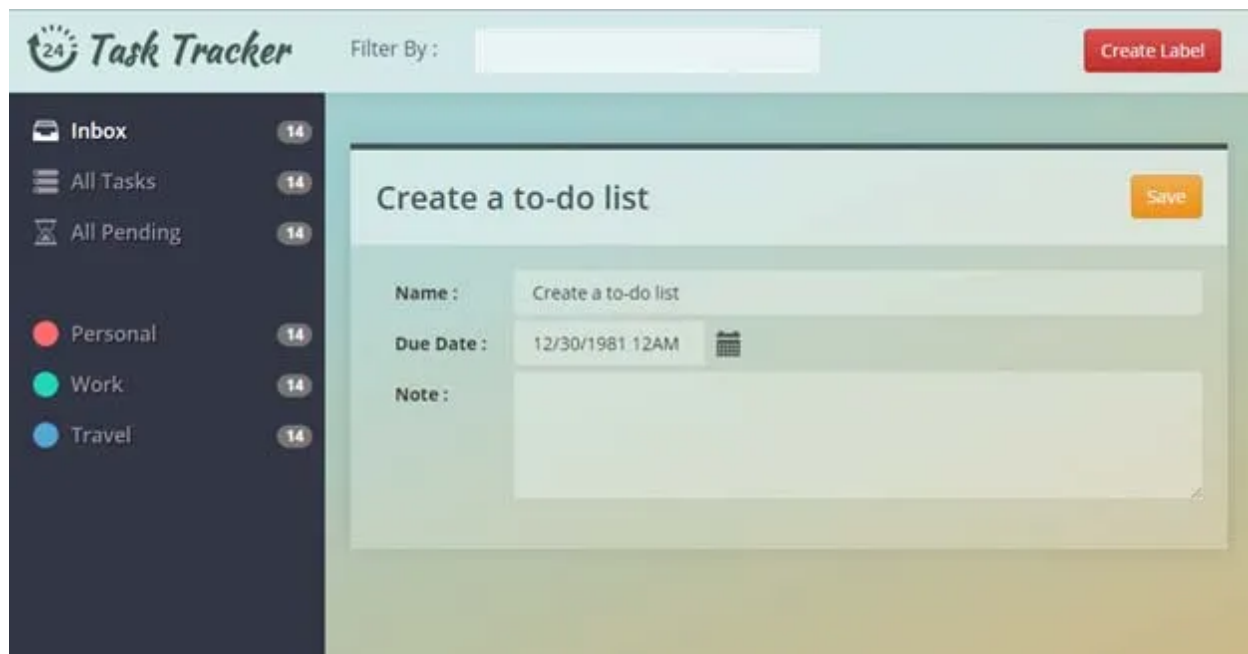 24 Task Tracker
Filter By :
Create Label
Inbox 14
All Tasks 14
All Pending 14
Personal 14
Work 14
Travel 14
Create a to-do list
Save
Name : Create a to-do list
Due Date : 12/30/1981 12AM
Note :